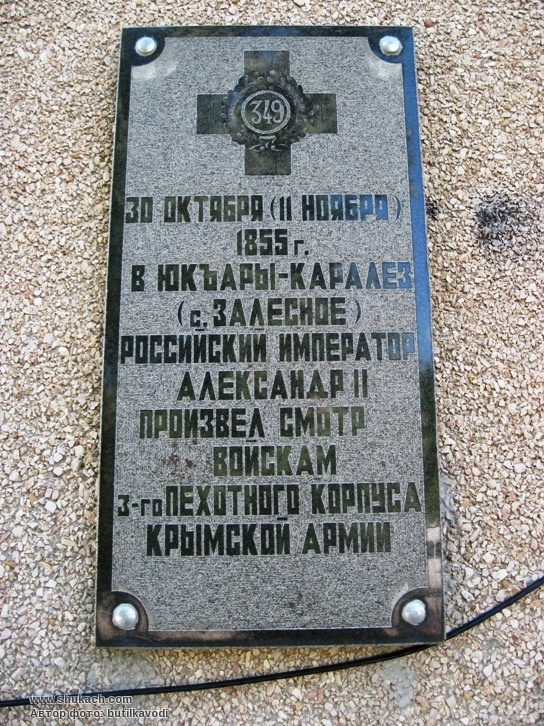 349
30 ОКТЯБРЯ (11 НОЯБРЯ)
1855 г.
В ЮКЪАРЫ-КАРАЛЕЗ
(с. ЗАЛЕСНОЕ)
РОССИЙСКИЙ ИМПЕРАТОР
АЛЕКСАНДР II
ПРОИЗВЕЛ СМОТР
ВОЙСКАМ
3-го ПЕХОТНОГО КОРПУСА
КРЫМСКОЙ АРМИИ
www.shukach.com
Автор фото: butilkavodi